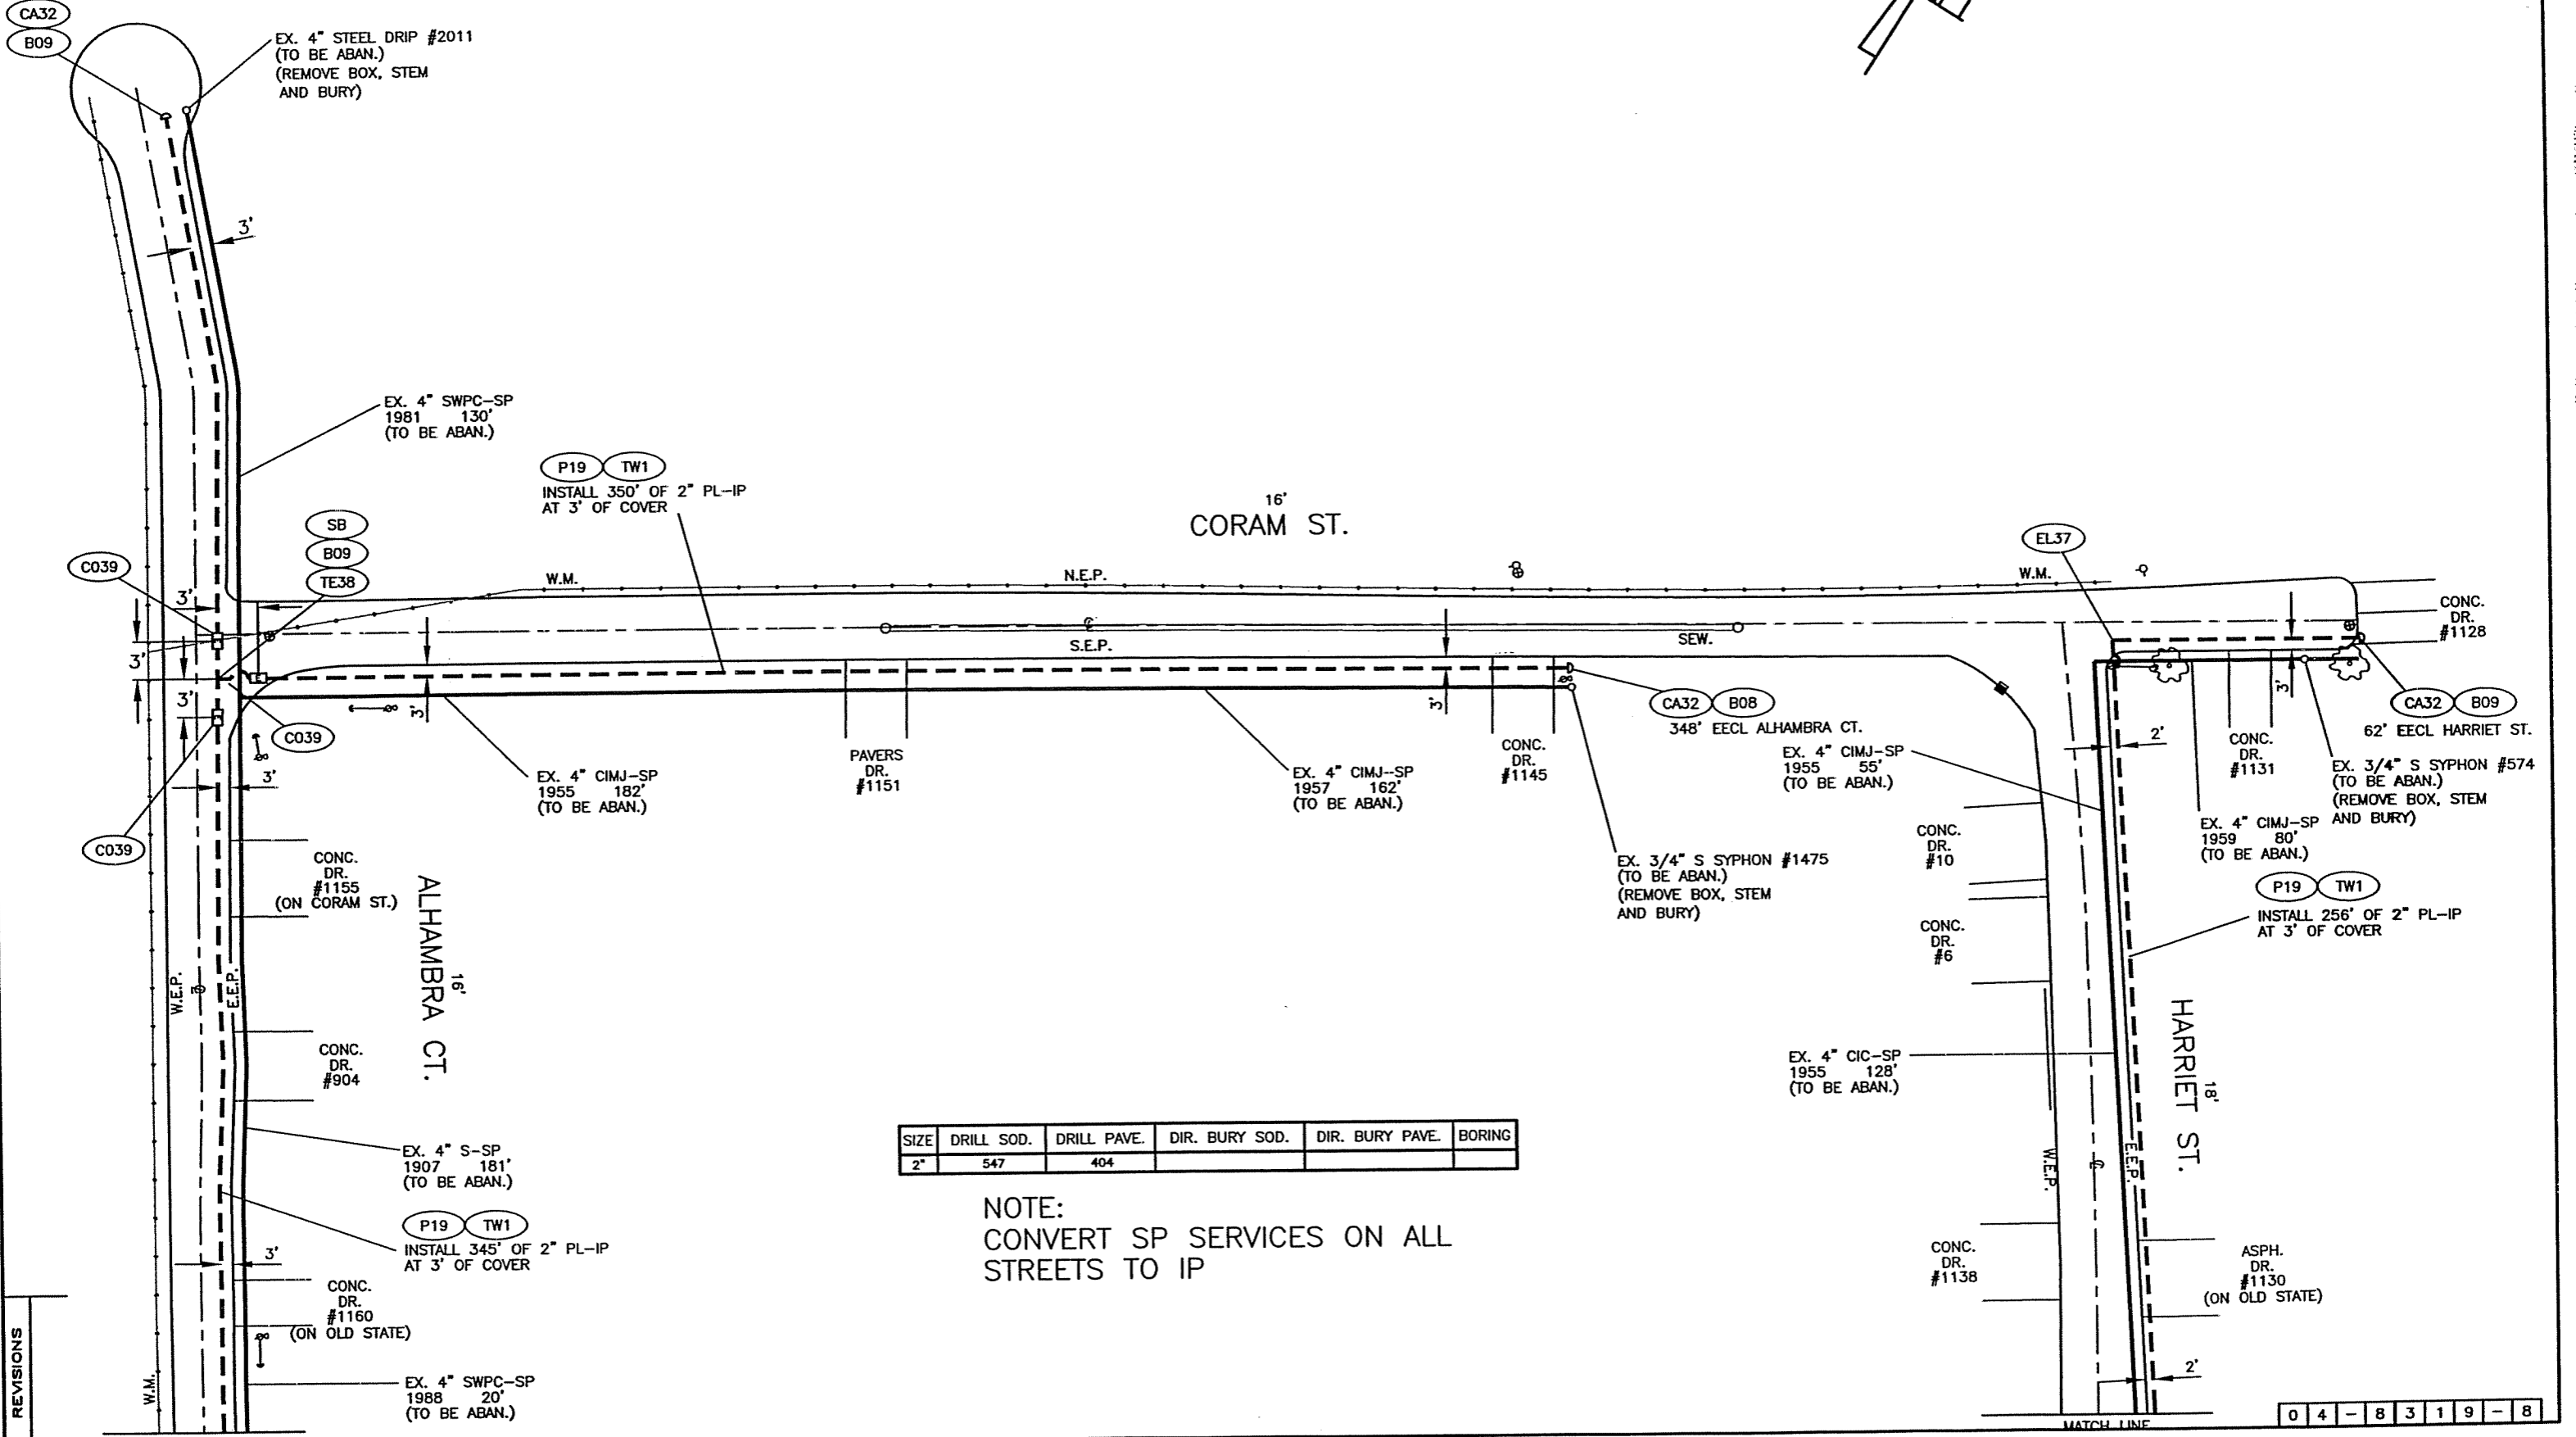 CA32
B09
EX. 4" STEEL DRIP #2011
(TO BE ABAN.)
(REMOVE BOX, STEM
AND BURY)
3'
EX. 4" SWPC-SP
1981 130'
(TO BE ABAN.)
P19 TW1
INSTALL 350' OF 2" PL-IP
AT 3' OF COVER
16'
CORAM ST.
SB
B09
TE38
C039
EL37
W.M.
N.E.P.
W.M.
3'
3'
3'
S.E.P.
SEW.
CONC.
DR.
#1128
C039
3'
3'
3'
3'
CA32 B08
348' EECL ALHAMBRA CT.
CA32 B09
62' EECL HARRIET ST.
2'
3'
EX. 4" CIMJ-SP
1955 182'
(TO BE ABAN.)
PAVERS
DR.
#1151
EX. 4" CIMJ--SP
1957 162'
(TO BE ABAN.)
CONC.
DR.
#1145
EX. 4" CIMJ-SP
1955 55'
(TO BE ABAN.)
CONC.
DR.
#1131
EX. 3/4" S SYPHON #574
(TO BE ABAN.)
(REMOVE BOX, STEM
AND BURY)
EX. 4" CIMJ-SP
1959 80'
(TO BE ABAN.)
C039
CONC.
DR.
#1155
(ON CORAM ST.)
EX. 3/4" S SYPHON #1475
(TO BE ABAN.)
(REMOVE BOX, STEM
AND BURY)
CONC.
DR.
#10
CONC.
DR.
#6
P19 TW1
INSTALL 256' OF 2" PL-IP
AT 3' OF COVER
W.E.P.
E.E.P.
16'
ALHAMBRA CT.
CONC.
DR.
#904
EX. 4" CIC-SP
1955 128'
(TO BE ABAN.)
18'
HARRIET ST.
W.E.P.
E.E.P.
EX. 4" S-SP
1907 181'
(TO BE ABAN.)
P19 TW1
INSTALL 345' OF 2" PL-IP
AT 3' OF COVER
3'
SIZE DRILL SOD. DRILL PAVE. DIR. BURY SOD. DIR. BURY PAVE. BORING
2" 547 404
NOTE:
CONVERT SP SERVICES ON ALL
STREETS TO IP
CONC.
DR.
#1160
(ON OLD STATE)
CONC.
DR.
#1138
ASPH.
DR.
#1130
(ON OLD STATE)
W.M.
EX. 4" SWPC-SP
1988 20'
(TO BE ABAN.)
2'
REVISIONS
MATCH LINE
04-8319-8